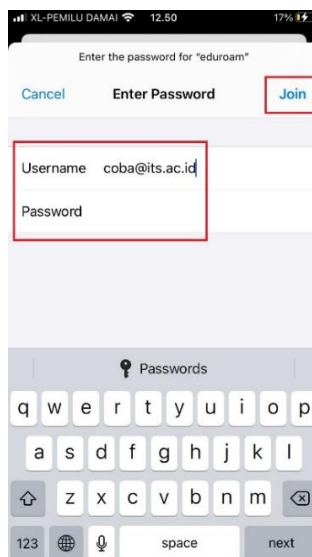 XL-PEMILU DAMAI 12.50 17%
Enter the password for "eduroam"
Cancel Enter Password Join
Username coba@its.ac.id
Password
Passwords
q w e r t y u i o p
a s d f g h j k l
z x c v b n m
123 space next